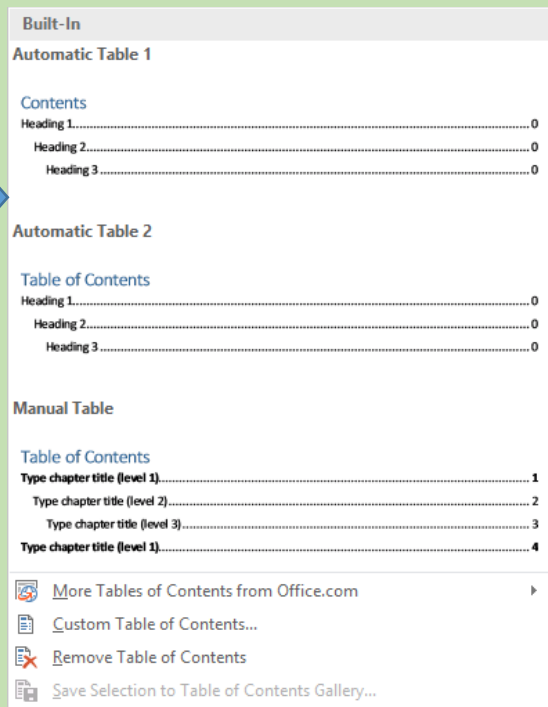 Built-In
Automatic Table 1
Contents
Heading 1........................................................................................................0
Heading 2........................................................................................................0
Heading 3........................................................................................................0
Automatic Table 2
Table of Contents
Heading 1........................................................................................................0
Heading 2........................................................................................................0
Heading 3........................................................................................................0
Manual Table
Table of Contents
Type chapter title (level 1)........................................................................................1
Type chapter title (level 2)........................................................................................2
Type chapter title (level 3)........................................................................................3
Type chapter title (level 1)........................................................................................4
More Tables of Contents from Office.com
Custom Table of Contents...
Remove Table of Contents
Save Selection to Table of Contents Gallery...